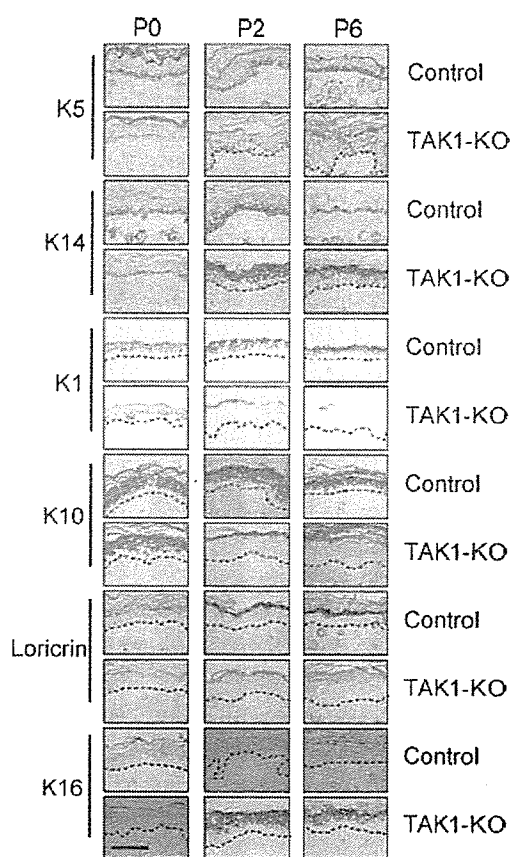 P0 P2 P6
K5
Control
TAK1-KO
K14
Control
TAK1-KO
K1
Control
TAK1-KO
K10
Control
TAK1-KO
Loricrin
Control
TAK1-KO
K16
Control
TAK1-KO